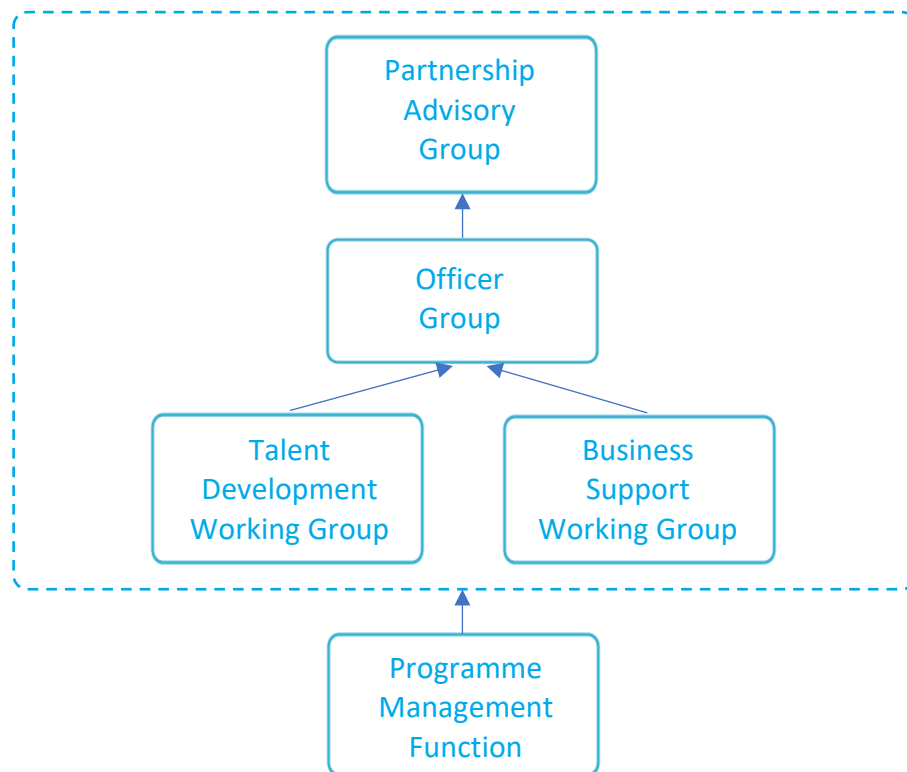 Partnership
Advisory
Group
Officer
Group
Talent
Development
Working Group
Business
Support
Working Group
Programme
Management
Function